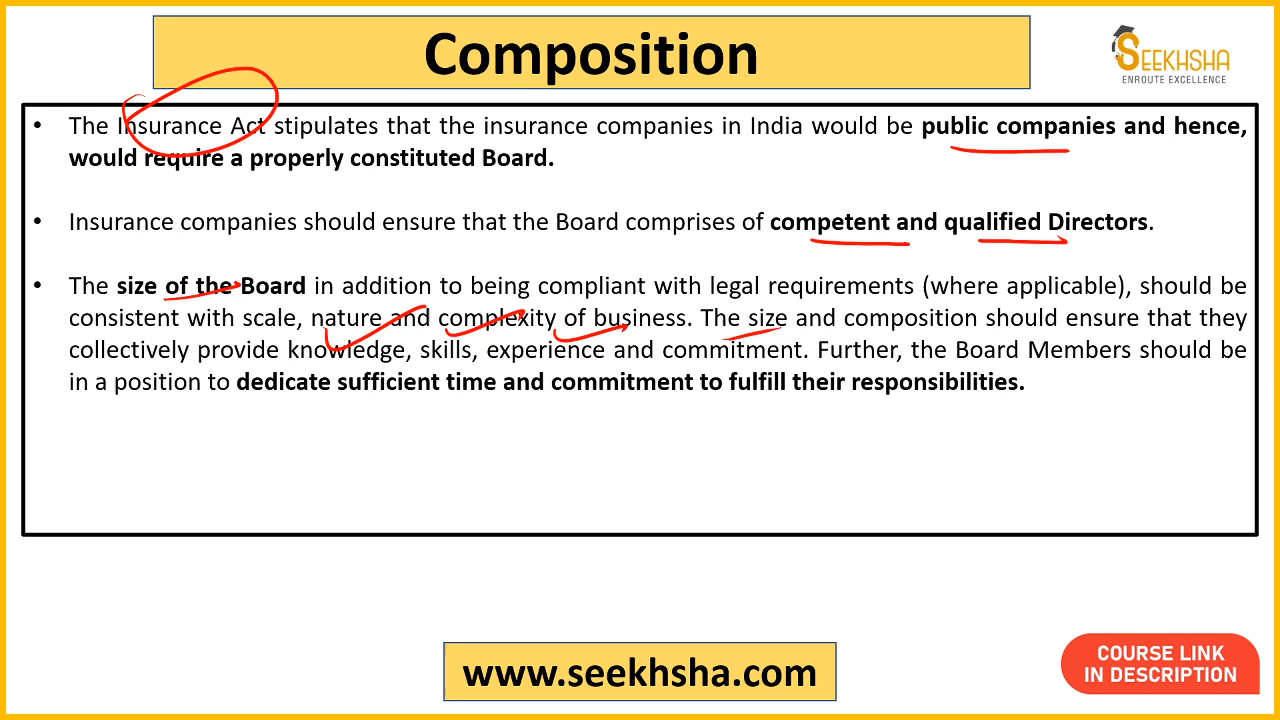 Composition
SEEKHSHA
ENROUTE EXCELLENCE
• The Insurance Act stipulates that the insurance companies in India would be public companies and hence,
would require a properly constituted Board.
• Insurance companies should ensure that the Board comprises of competent and qualified Directors.
• The size of the Board in addition to being compliant with legal requirements (where applicable), should be
consistent with scale, nature and complexity of business. The size and composition should ensure that they
collectively provide knowledge, skills, experience and commitment. Further, the Board Members should be
in a position to dedicate sufficient time and commitment to fulfill their responsibilities.
www.seekhsha.com
COURSE LINK
IN DESCRIPTION